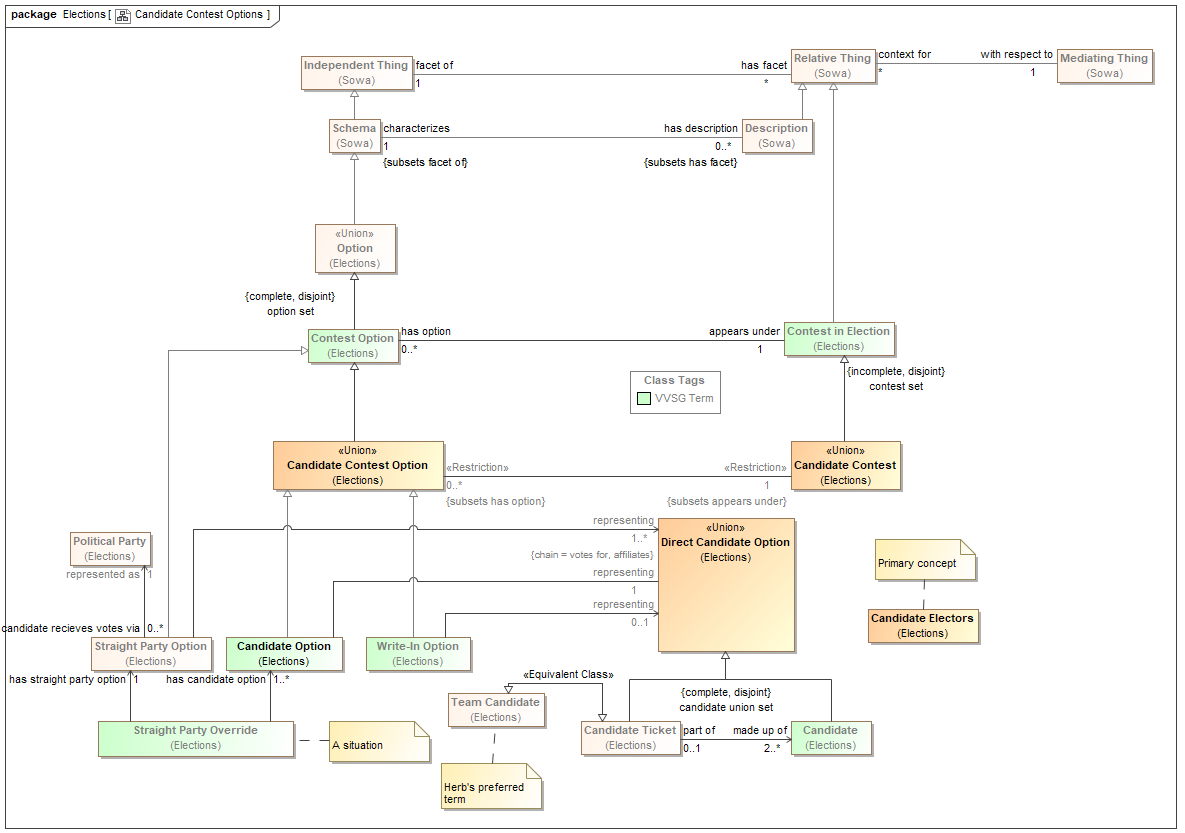 package Elections [ Candidate Contest Options ]
Independent Thing
(Sowa)
facet of
1
has facet
*
Relative Thing
(Sowa)
context for
*
with respect to
1
Mediating Thing
(Sowa)
Schema
(Sowa)
characterizes
1
{subsets facet of}
has description
0..*
{subsets has facet}
Description
(Sowa)
«Union»
Option
(Elections)
{complete, disjoint}
option set
Contest Option
(Elections)
has option
0..*
appears under
1
Contest in Election
(Elections)
{incomplete, disjoint}
contest set
Class Tags
VVSG Term
«Union»
Candidate Contest Option
(Elections)
«Restriction»
0..*
{subsets has option}
«Restriction»
1
{subsets appears under}
«Union»
Candidate Contest
(Elections)
Political Party
(Elections)
represented as
1
representing
1..*
{chain = votes for, affiliates}
representing
1
representing
0..1
«Union»
Direct Candidate Option
(Elections)
Primary concept
Candidate Electors
(Elections)
candidate recieves votes via
0..*
Straight Party Option
(Elections)
Candidate Option
(Elections)
Write-In Option
(Elections)
has straight party option
1
has candidate option
1..*
Straight Party Override
(Elections)
A situation
«Equivalent Class»
Team Candidate
(Elections)
Herb's preferred
term
{complete, disjoint}
candidate union set
Candidate Ticket
(Elections)
part of
0..1
made up of
2..*
Candidate
(Elections)